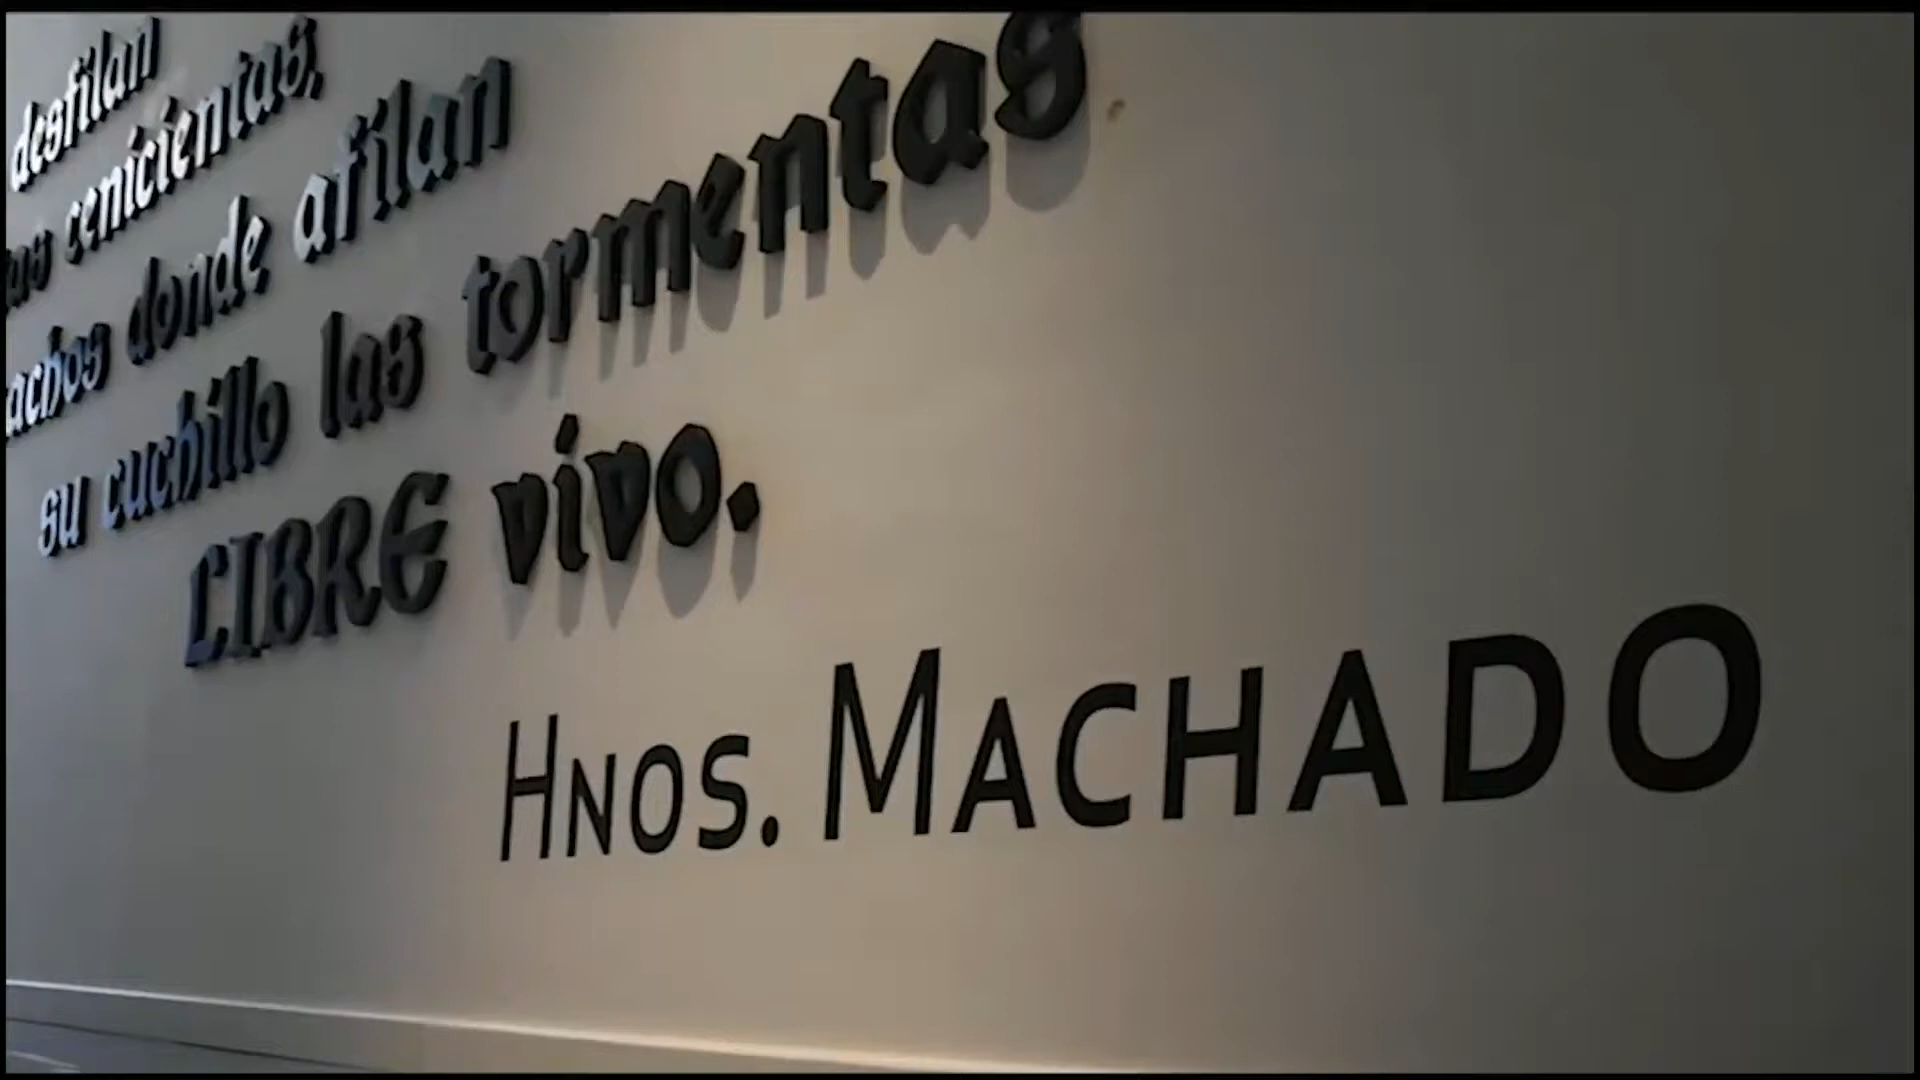 desfilan
cenicientas,
donde afilan
su cuchillo las tormentas
LIBRE vivo.
Hnos. MACHADO